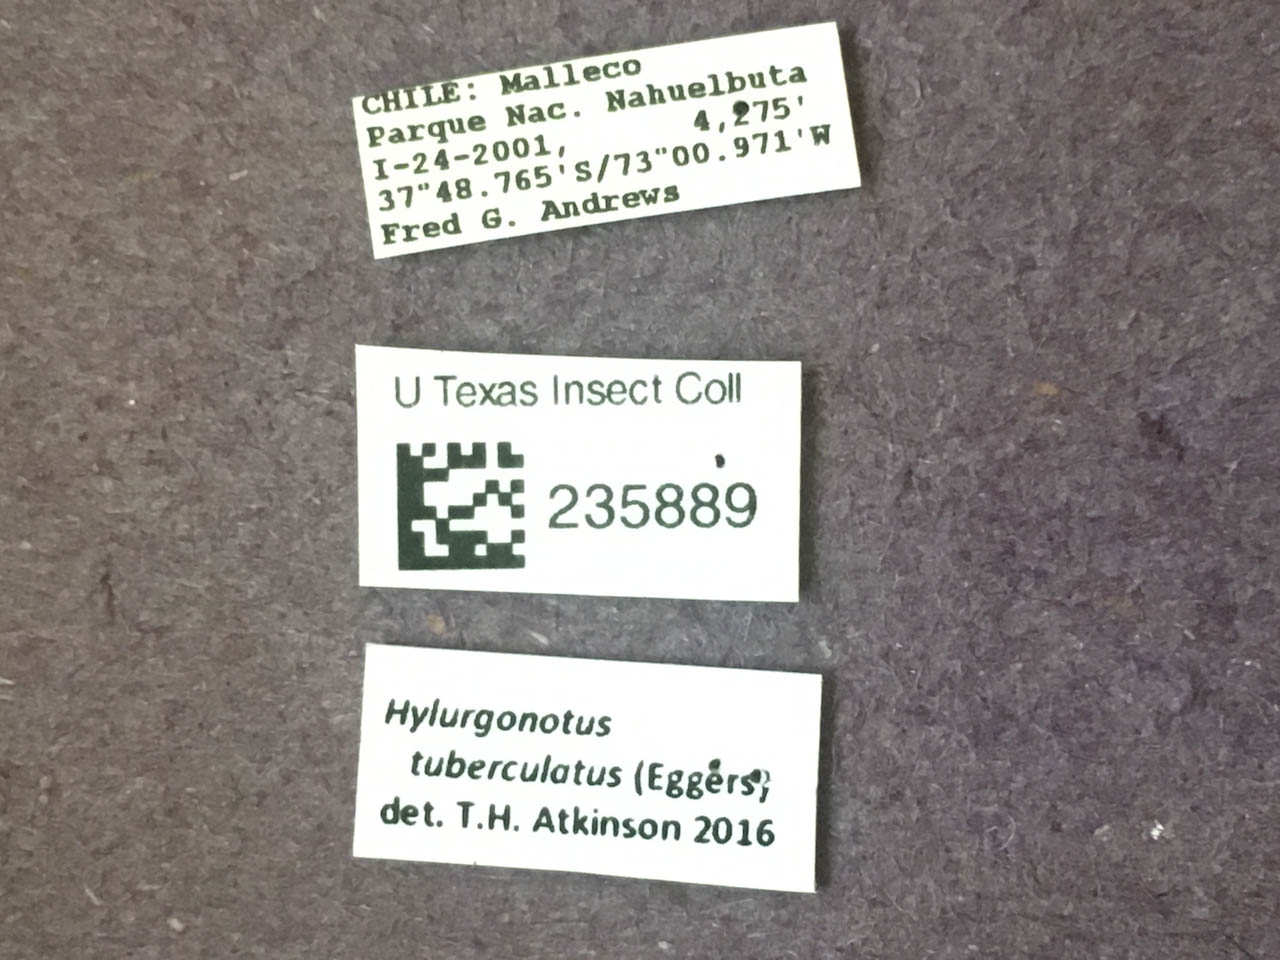 CHILE: Malleco
Parque Nac. Nahuelbuta
I-24-2001, 4,275'
37"48.765'S/73"00.971'W
Fred G. Andrews
U Texas Insect Coll
235889
Hylurgonotus
tuberculatus (Eggers)
det. T.H. Atkinson 2016